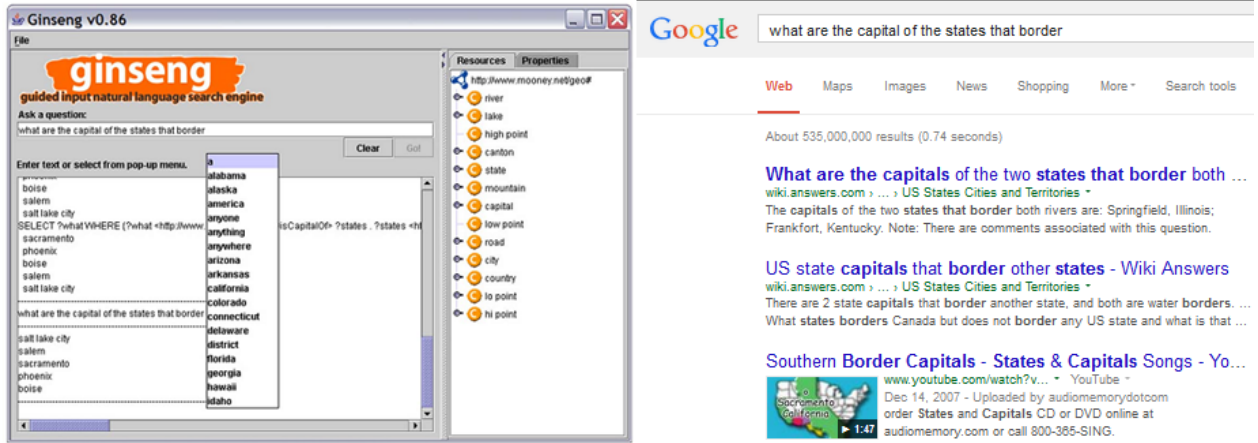 Ginseng v0.86
File
ginseng
guided input natural language search engine
Ask a question:
what are the capital of the states that border
Clear Go!
Enter text or select from pop-up menu.
phoenix
boise
salem
salt lake city
SELECT ?what WHERE {?what <http://www. isCapitalOf> ?states . ?states <ht
sacramento
phoenix
boise
salem
salt lake city
what are the capital of the states that border
salt lake city
salem
sacramento
phoenix
boise
a
alabama
alaska
america
anyone
anything
anywhere
arizona
arkansas
california
colorado
connecticut
delaware
district
florida
georgia
hawaii
idaho
Resources Properties
http://www.mooney.net/geo#
river
lake
high point
canton
state
mountain
capital
low point
road
city
country
lo point
hi point
Google
what are the capital of the states that border
Web Maps Images News Shopping More Search tools
About 535,000,000 results (0.74 seconds)
What are the capitals of the two states that border both ...
wiki.answers.com › ... › US States Cities and Territories
The capitals of the two states that border both rivers are: Springfield, Illinois;
Frankfort, Kentucky. Note: There are comments associated with this question.
US state capitals that border other states - Wiki Answers
wiki.answers.com › ... › US States Cities and Territories
There are 2 state capitals that border another state, and both are water borders. ...
What states borders Canada but does not border any US state and what is that ...
Southern Border Capitals - States & Capitals Songs - Yo...
www.youtube.com/watch?v... YouTube
Dec 14, 2007 - Uploaded by audiomemorydotcom
order States and Capitals CD or DVD online at
audiomemory.com or call 800-365-SING.
Sacramento
California
1:47